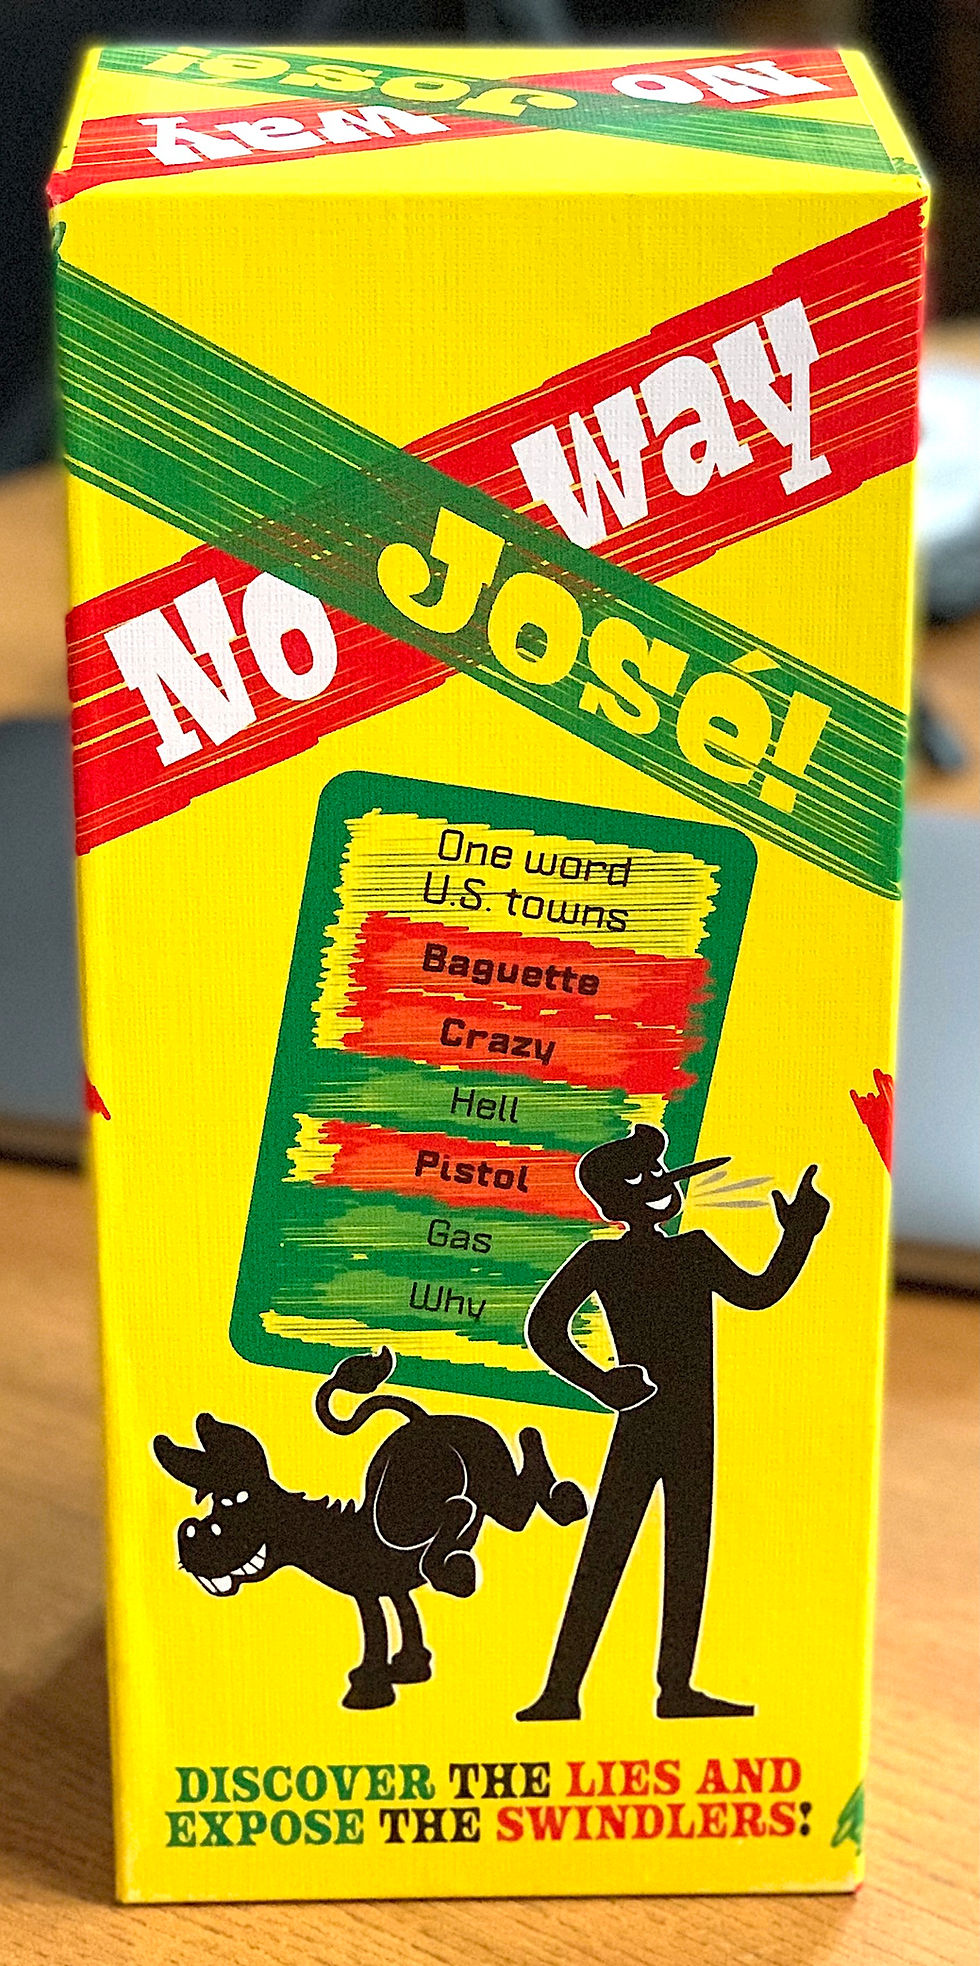 No way
José!
No way
José!
One word
U.S. towns
Baguette
Crazy
Hell
Pistol
Gas
Why
DISCOVER THE LIES AND
EXPOSE THE SWINDLERS!